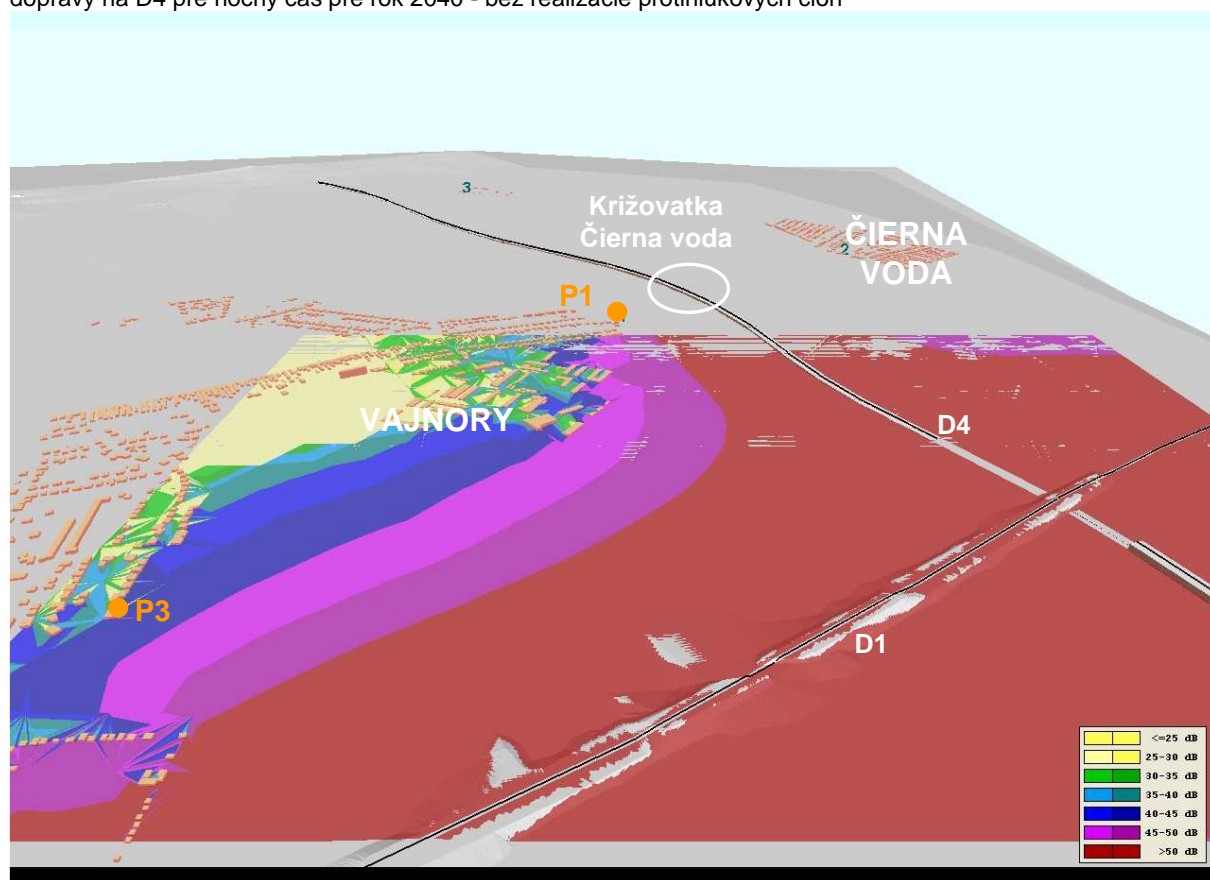 dopravy na D4 pre nočný čas pre rok 2040 - bez realizácie protihlukových clôn
3
Križovatka
Čierna voda
ČIERNA
2
VODA
P1
VAJNORY
D4
P3
D1
<=25 dB
25-30 dB
30-35 dB
35-40 dB
40-45 dB
45-50 dB
>50 dB